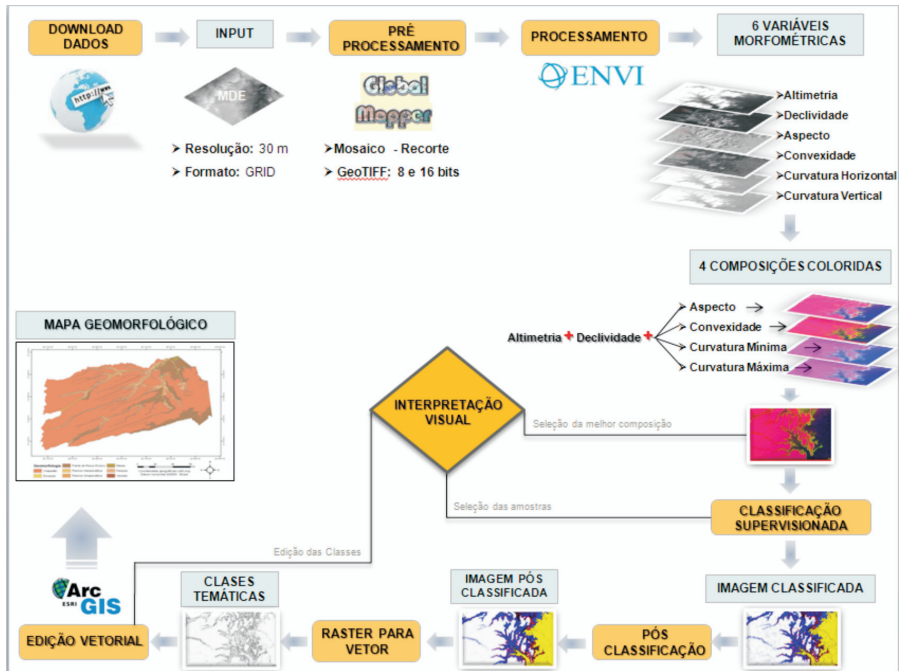 DOWNLOAD
DADOS
INPUT
PRÉ
PROCESSAMENTO
PROCESSAMENTO
6 VARIÁVEIS
MORFOMÉTRICAS
http://www
MDE
Global
Mapper
ENVI
➢ Resolução: 30 m
➢ Formato: GRID
➢ Mosaico - Recorte
➢ GeoTIFF: 8 e 16 bits
➢ Altimetria
➢ Declividade
➢ Aspecto
➢ Convexidade
➢ Curvatura Horizontal
➢ Curvatura Vertical
4 COMPOSIÇÕES COLORIDAS
Altimetria + Declividade +
➢ Aspecto
➢ Convexidade
➢ Curvatura Mínima
➢ Curvatura Máxima
MAPA GEOMORFOLÓGICO
INTERPRETAÇÃO
VISUAL
Seleção da melhor composição
Seleção das amostras
CLASSIFICAÇÃO
SUPERVISIONADA
Edição das Classes
IMAGEM CLASSIFICADA
IMAGEM PÓS
CLASSIFICADA
CLASES
TEMÁTICAS
ESRI
Arc
GIS
EDIÇÃO VETORIAL
RASTER PARA
VETOR
PÓS
CLASSIFICAÇÃO